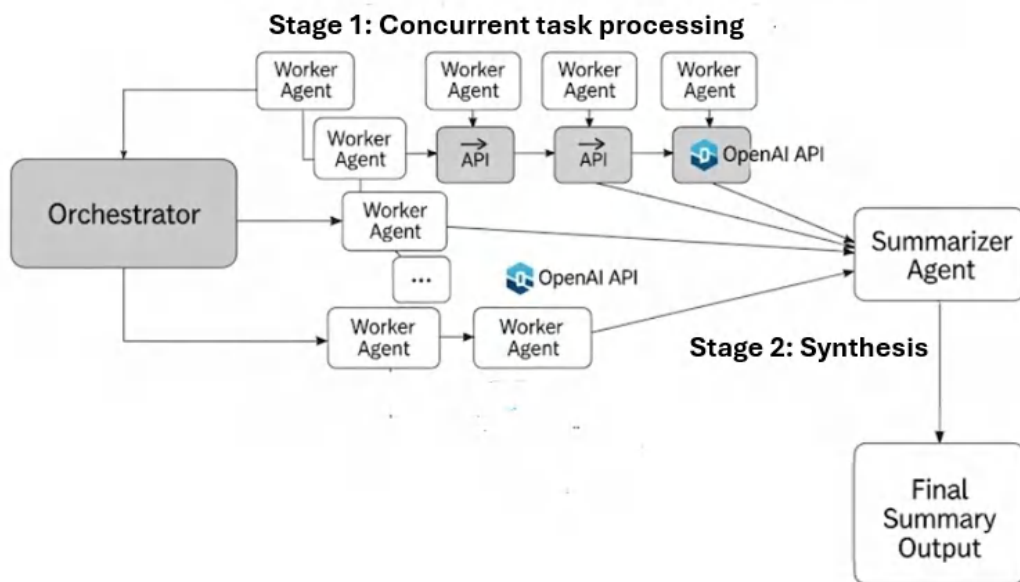 Stage 1: Concurrent task processing
Worker
Agent
Worker
Agent
Worker
Agent
Worker
Agent
Worker
Agent
API
API
OpenAI API
Orchestrator
Worker
Agent
Summarizer
Agent
...
OpenAI API
Worker
Agent
Worker
Agent
Stage 2: Synthesis
Final
Summary
Output